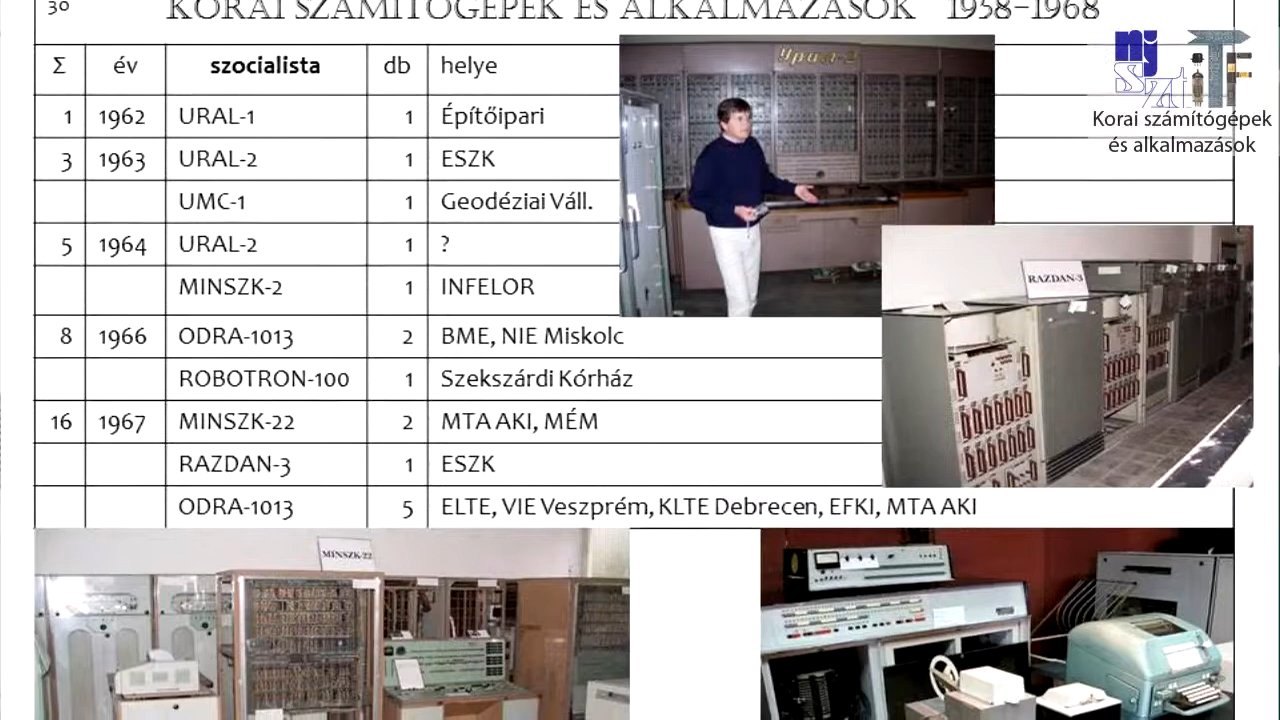 30 KORAI SZÁMÍTÓGÉPEK ÉS ALKALMAZÁSOK 1958–1968
Σ év szocialista db helye
1 1962 URAL-1 1 Építőipari
3 1963 URAL-2 1 ESZK
UMC-1 1 Geodéziai Váll.
5 1964 URAL-2 1 ?
MINSZK-2 1 INFELOR
8 1966 ODRA-1013 2 BME, NIE Miskolc
ROBOTRON-100 1 Szekszárdi Kórház
16 1967 MINSZK-22 2 MTA AKI, MÉM
RAZDAN-3 1 ESZK
ODRA-1013 5 ELTE, VIE Veszprém, KLTE Debrecen, EFKI, MTA AKI
nj
SZT
ITF
Korai számítógépek
és alkalmazások
RAZDAN-3
MINSZK-22